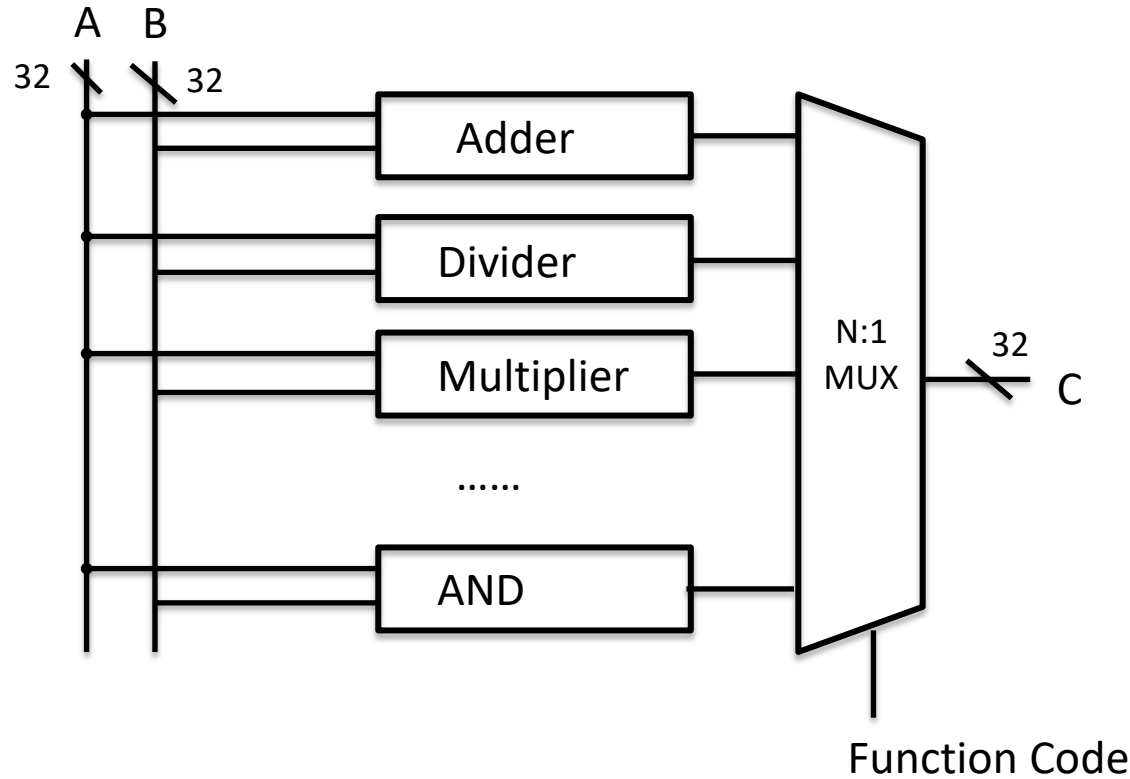 A B
32 32
Adder
Divider
Multiplier
......
AND
N:1
MUX
32
C
Function Code